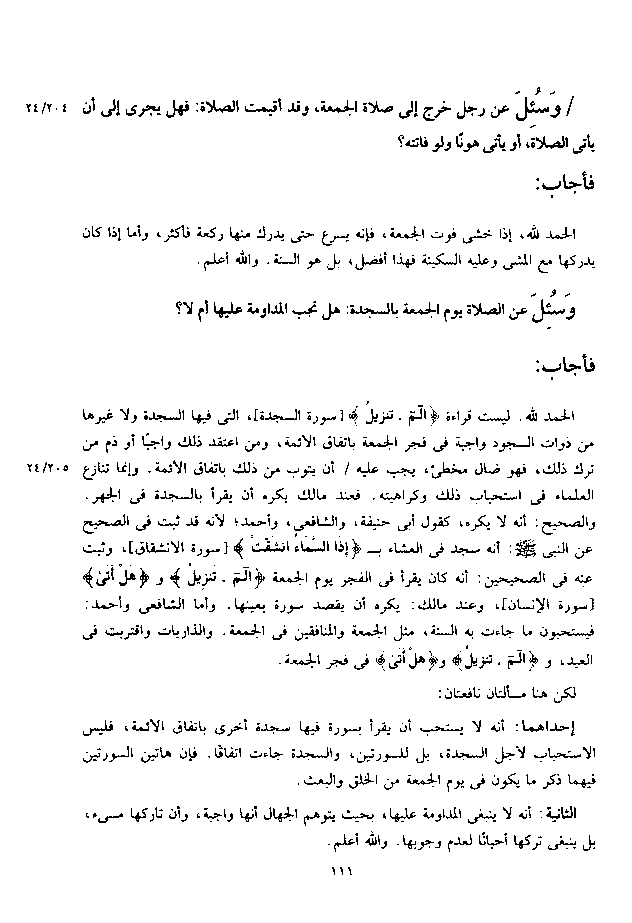 / وَسُئِلَ عن رجل خرج إلى صلاة الجمعة، وقد أقيمت الصلاة: فهل يجرى إلى أن ٢٤/٢٠٤
يأتى الصلاة، أو يأتى هونًا ولو فاتته؟
فأجاب:
الحمد لله، إذا خشى فوت الجمعة، فإنه يسرع حتى يدرك منها ركعة فأكثر، وأما إذا كان
يدركها مع المشى وعليه السكينة فهذا أفضل، بل هو السنة. والله أعلم.
وَسُئِلَ عن الصلاة يوم الجمعة بالسجدة: هل تجب المداومة عليها أم لا؟
فأجاب:
الحمد لله. ليست قراءة ﴿الٓمٓ . تنزيلُ﴾ [سورة السجدة]، التى فيها السجدة ولا غيرها
من ذوات السجود واجبة فى فجر الجمعة باتفاق الأئمة، ومن اعتقد ذلك واجبًا أو ذم من
ترك ذلك، فهو ضال مخطئ، يجب عليه / أن يتوب من ذلك باتفاق الأئمة. وإنما تنازع ٢٤/٢٠٥
العلماء فى استحباب ذلك وكراهيته. فعند مالك يكره أن يقرأ بالسجدة فى الجهر.
والصحيح: أنه لا يكره، كقول أبى حنيفة، والشافعى، وأحمد؛ لأنه قد ثبت فى الصحيح
عن النبى ﷺ: أنه سجد فى العشاء بـ ﴿إِذَا السَّمَاءُ انشَقَّتْ﴾ [سورة الانشقاق]، وثبت
عنه فى الصحيحين: أنه كان يقرأ فى الفجر يوم الجمعة ﴿الٓمٓ . تنزيلُ﴾ و ﴿هَلْ أَتَىٰ﴾
[سورة الإنسان]، وعند مالك: يكره أن يقصد سورة بعينها. وأما الشافعى وأحمد:
فيستحبون ما جاءت به السنة، مثل الجمعة والمنافقين فى الجمعة. والذاريات واقتربت فى
العيد، و ﴿الٓمٓ . تنزيلُ﴾ و﴿هَلْ أَتَىٰ﴾ فى فجر الجمعة.
لكن هنا مسألتان نافعتان:
إحداهما: أنه لا يستحب أن يقرأ بسورة فيها سجدة أخرى باتفاق الأئمة، فليس
الاستحباب لأجل السجدة، بل للسورتين، والسجدة جاءت اتفاقًا. فإن هاتين السورتين
فيهما ذكر ما يكون فى يوم الجمعة من الخلق والبعث.
الثانية: أنه لا ينبغى المداومة عليها، بحيث يتوهم الجهال أنها واجبة، وأن تاركها مسىء،
بل ينبغى تركها أحيانًا لعدم وجوبها. والله أعلم.
١١١